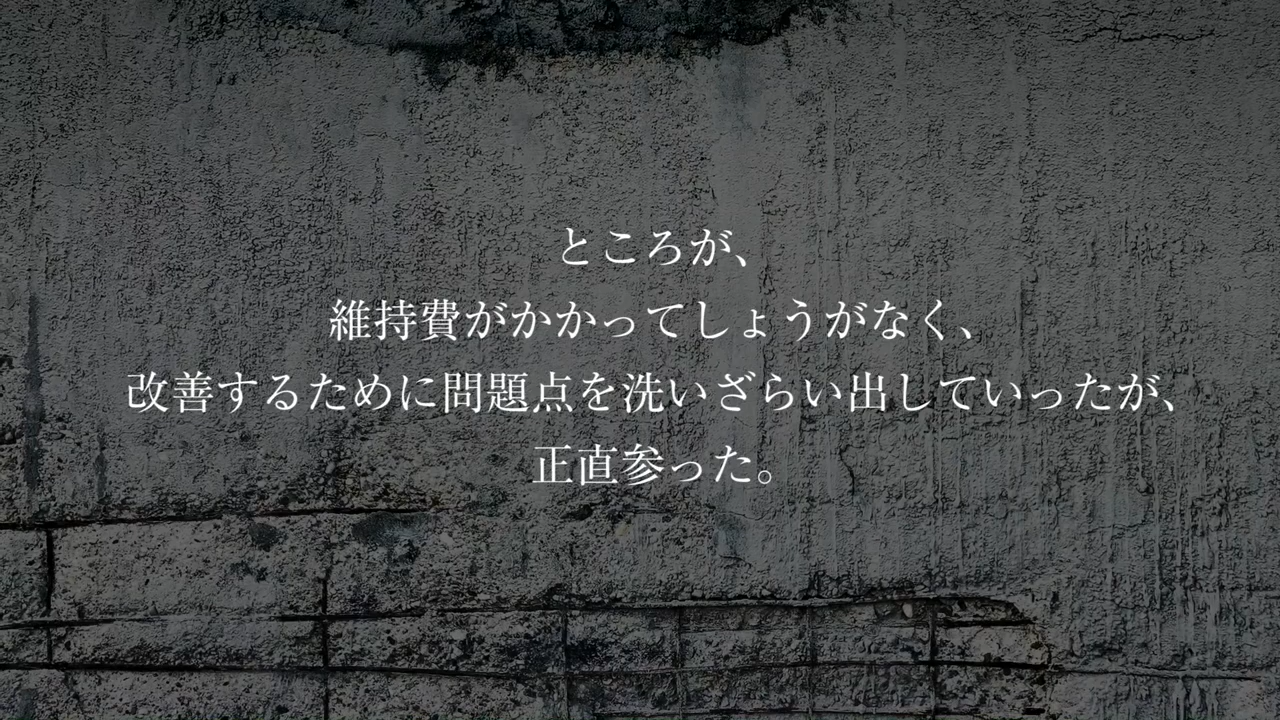 ところが、
維持費がかかってしょうがなく、
改善するために問題点を洗いざらい出していったが、
正直参った。